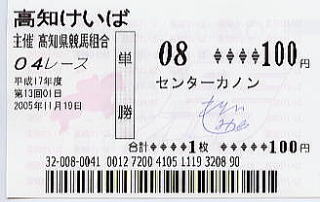 高知けいば
主催 高知県競馬組合
04レース
平成17年度
第13回01日
2005年11月19日
単勝
08 ◆◆◆◆100円
センターカノン
合計◆◆◆◆1枚 ◆◆◆◆◆100円
32-008-0041 0012 7200 4105 1119 3208 90